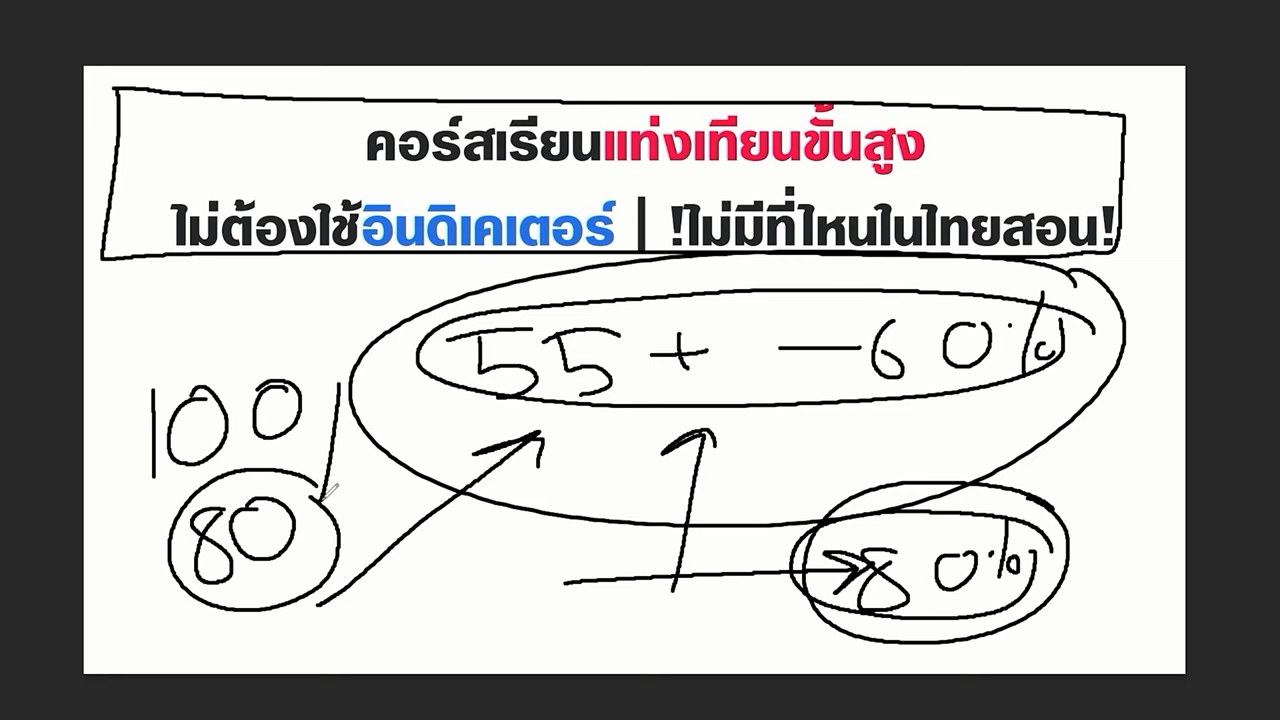 คอร์สเรียนแท่งเทียนขั้นสูง
ไม่ต้องใช้อินดิเคเตอร์ | !ไม่มีที่ไหนในไทยสอน!
55 + - 60%
100
80
80%